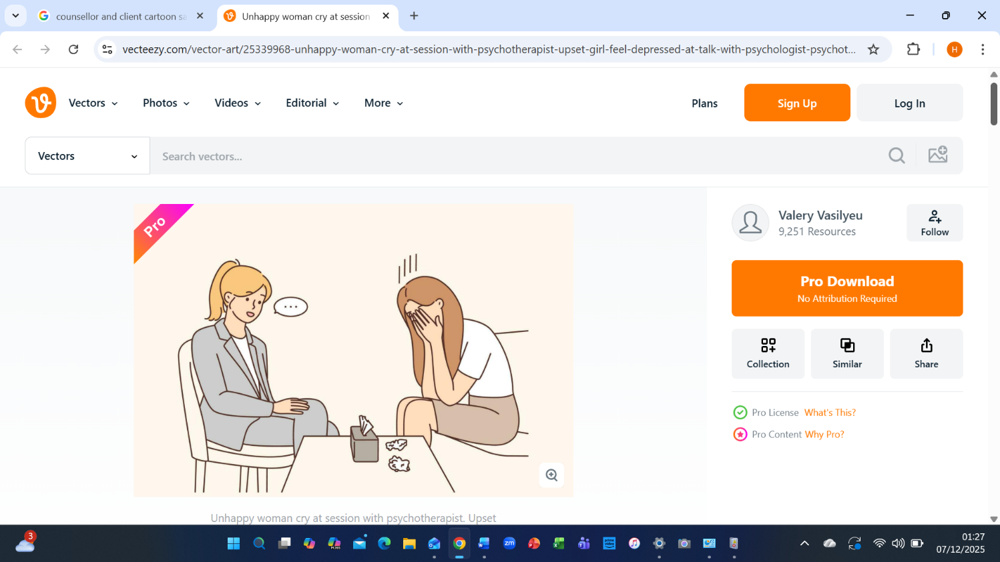 counsellor and client cartoon sa
Unhappy woman cry at session
vecteezy.com/vector-art/25339968-unhappy-woman-cry-at-session-with-psychotherapist-upset-girl-feel-depressed-at-talk-with-psychologist-psychot...
H
Vectors
Photos
Videos
Editorial
More
Plans
Sign Up
Log In
Vectors
Search vectors...
Pro
Valery Vasilyeu
9,251 Resources
Follow
Pro Download
No Attribution Required
Collection
Similar
Share
Pro License What's This?
Pro Content Why Pro?
Unhappy woman cry at session with psychotherapist. Upset
3
zm
01:27
07/12/2025